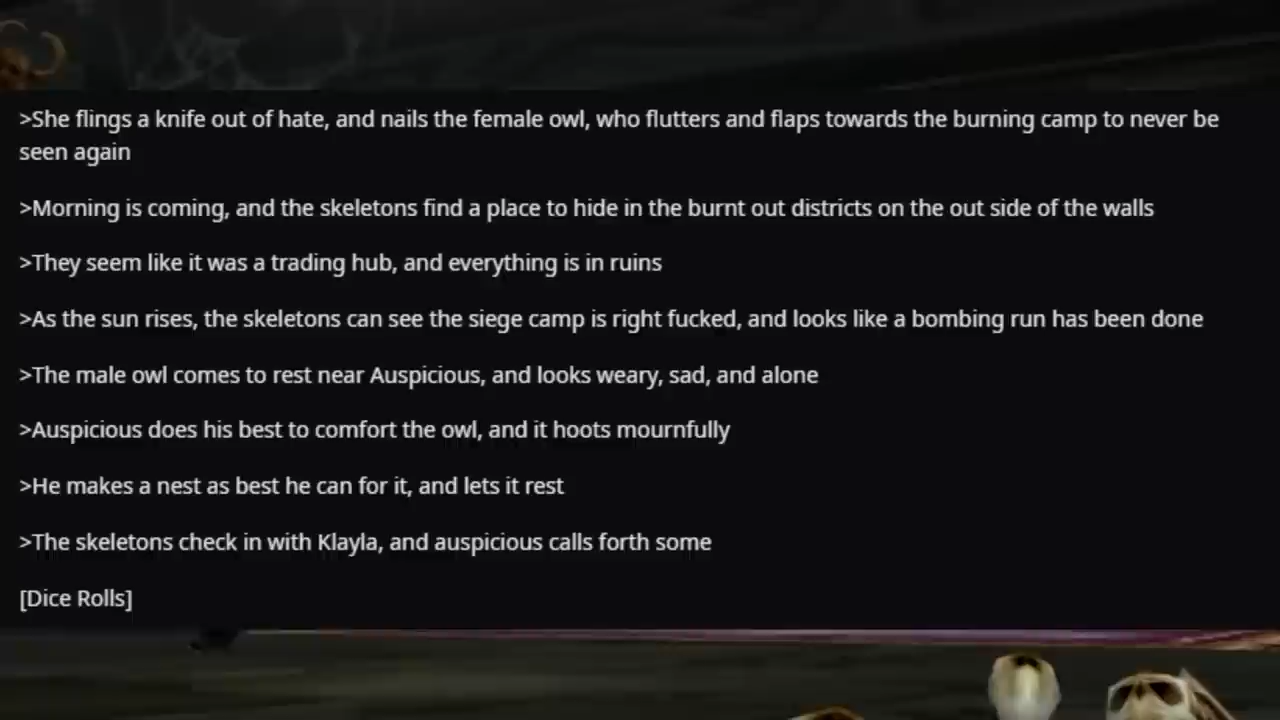 >She flings a knife out of hate, and nails the female owl, who flutters and flaps towards the burning camp to never be
seen again
>Morning is coming, and the skeletons find a place to hide in the burnt out districts on the out side of the walls
>They seem like it was a trading hub, and everything is in ruins
>As the sun rises, the skeletons can see the siege camp is right fucked, and looks like a bombing run has been done
>The male owl comes to rest near Auspicious, and looks weary, sad, and alone
>Auspicious does his best to comfort the owl, and it hoots mournfully
>He makes a nest as best he can for it, and lets it rest
>The skeletons check in with Klayla, and auspicious calls forth some
[Dice Rolls]